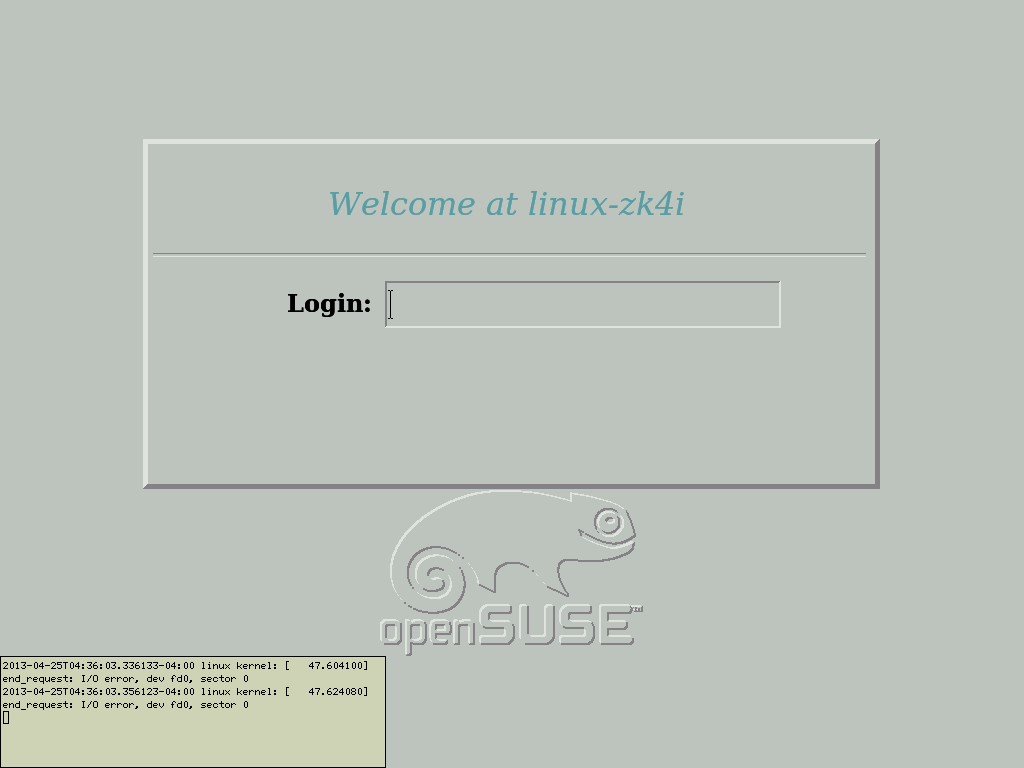 Welcome at linux-zk4i
Login:
openSUSE™
2013-04-25T04:36:03.336133-04:00 linux kernel: [   47.604100]
end_request: I/O error, dev fd0, sector 0
2013-04-25T04:36:03.356123-04:00 linux kernel: [   47.624080]
end_request: I/O error, dev fd0, sector 0